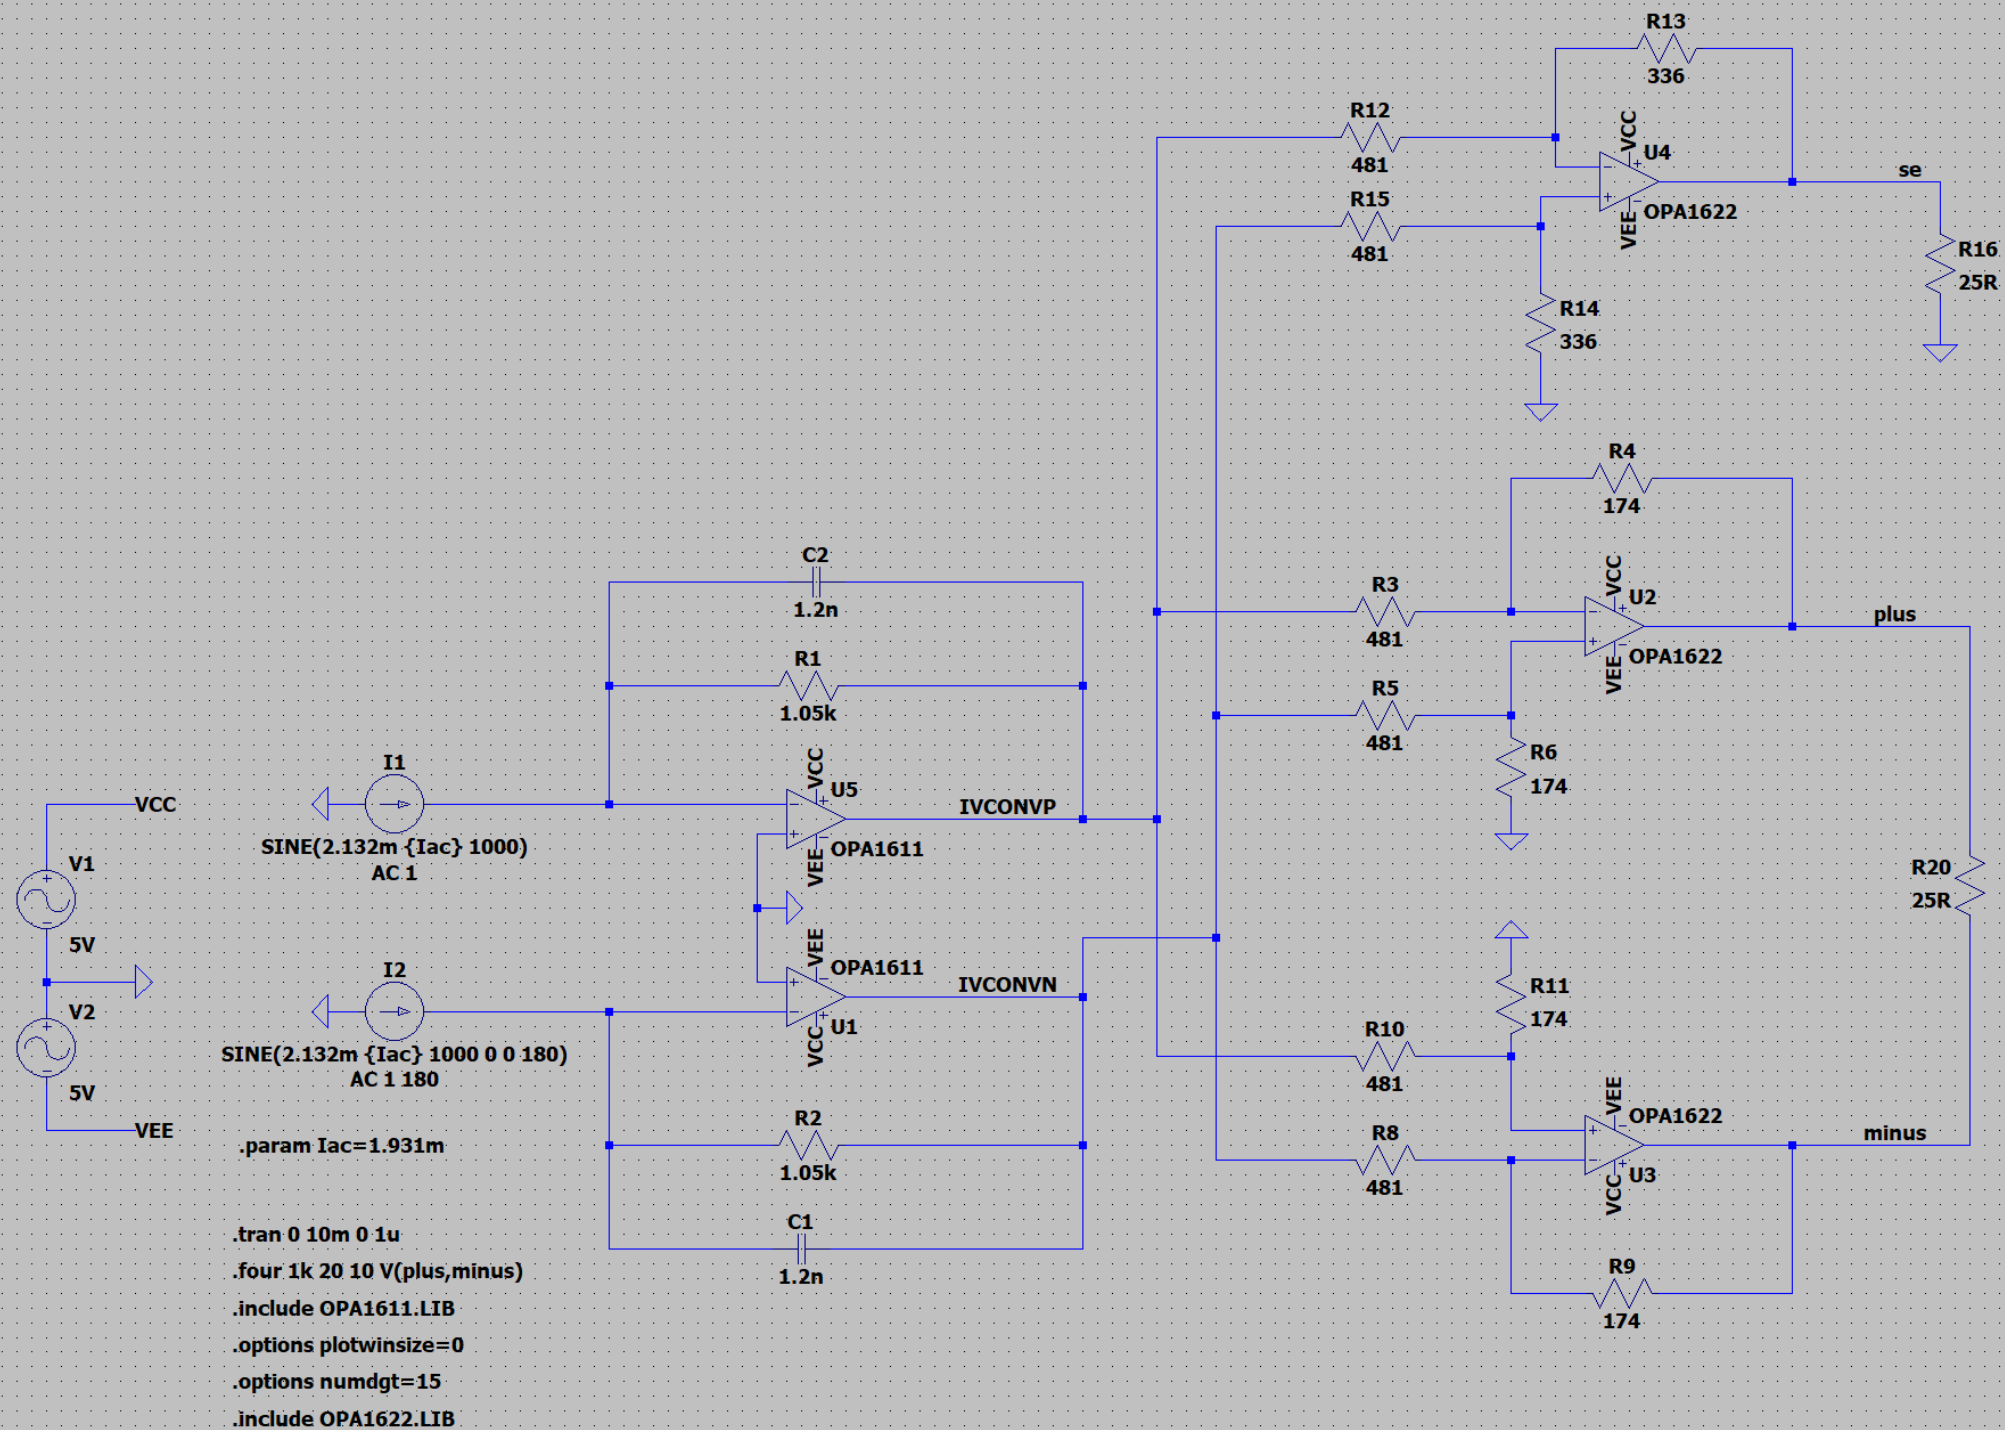 R13
336
R12
481
VCC
U4
R15
481
OPA1622
VEE
se
R16
25R
R14
336
R4
174
C2
1.2n
R3
481
VCC
U2
plus
OPA1622
VEE
R1
1.05k
R5
481
R6
174
I1
VCC
U5
VCC
IVCONVP
SINE(2.132m {Iac} 1000)
AC 1
OPA1611
VEE
V1
5V
R20
25R
I2
VEE
OPA1611
IVCONVN
U1
VCC
V2
5V
VEE
SINE(2.132m {Iac} 1000 0 0 180)
AC 1 180
R11
174
R10
481
VEE
OPA1622
minus
U3
VCC
R8
481
R2
1.05k
.param Iac=1.931m
C1
1.2n
R9
174
.tran 0 10m 0 1u
.four 1k 20 10 V(plus,minus)
.include OPA1611.LIB
.options plotwinsize=0
.options numdgt=15
.include OPA1622.LIB